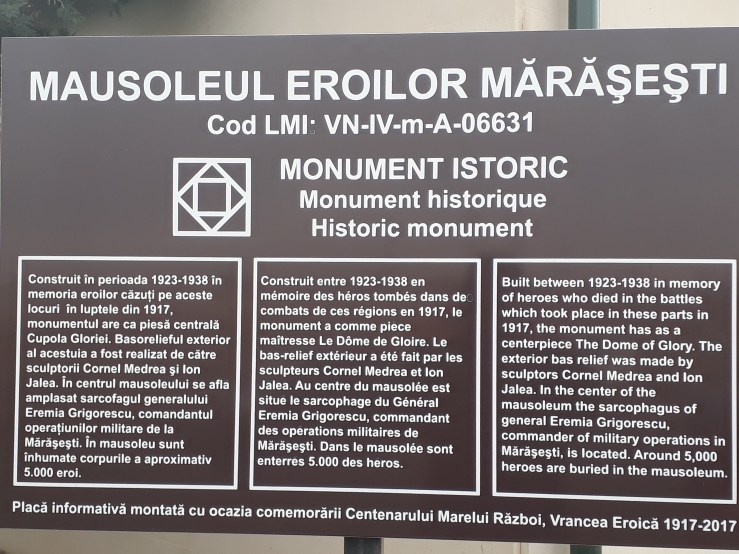 MAUSOLEUL EROILOR MĂRĂŞEŞTI
Cod LMI: VN-IV-m-A-06631
MONUMENT ISTORIC
Monument historique
Historic monument
Construit în perioada 1923-1938 în
memoria eroilor căzuţi pe aceste
locuri în luptele din 1917,
monumentul are ca piesă centrală
Cupola Gloriei. Basorelieful exterior
al acestuia a fost realizat de către
sculptorii Cornel Medrea şi Ion
Jalea. În centrul mausoleului se afla
amplasat sarcofagul generalului
Eremia Grigorescu, comandantul
operaţiunilor militare de la
Mărăşeşti. În mausoleu sunt
înhumate corpurile a aproximativ
5.000 eroi.
Construit entre 1923-1938 en
mémoire des héros tombés dans des
combats de ces régions en 1917, le
monument a comme piece
maîtresse Le Dôme de Gloire. Le
bas-relief extérieur a été fait par les
sculpteurs Cornel Medrea et Ion
Jalea. Au centre du mausolée est
situe le sarcophage du Général
Eremia Grigorescu, commandant
des operations militaires de
Mărăşeşti. Dans le mausolée sont
enterres 5.000 des heros.
Built between 1923-1938 in memory
of heroes who died in the battles
which took place in these parts in
1917, the monument has as a
centerpiece The Dome of Glory. The
exterior bas relief was made by
sculptors Cornel Medrea and Ion
Jalea. In the center of the
mausoleum the sarcophagus of
general Eremia Grigorescu,
commander of military operations in
Mărăşeşti, is located. Around 5,000
heroes are buried in the mausoleum.
Placă informativă montată cu ocazia comemorării Centenarului Marelui Război, Vrancea Eroică 1917-2017